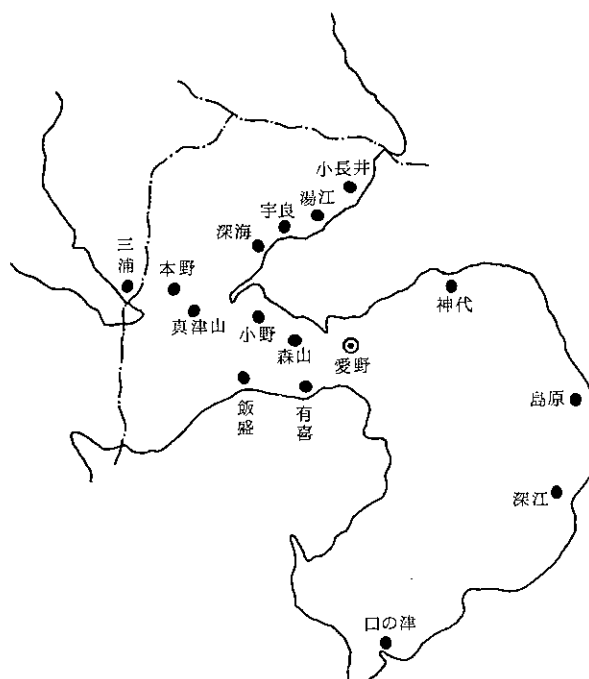 小長井
湯江
宇良
深海
三浦
本野
真津山
小野
森山
愛野
神代
飯盛
有喜
島原
深江
口の津